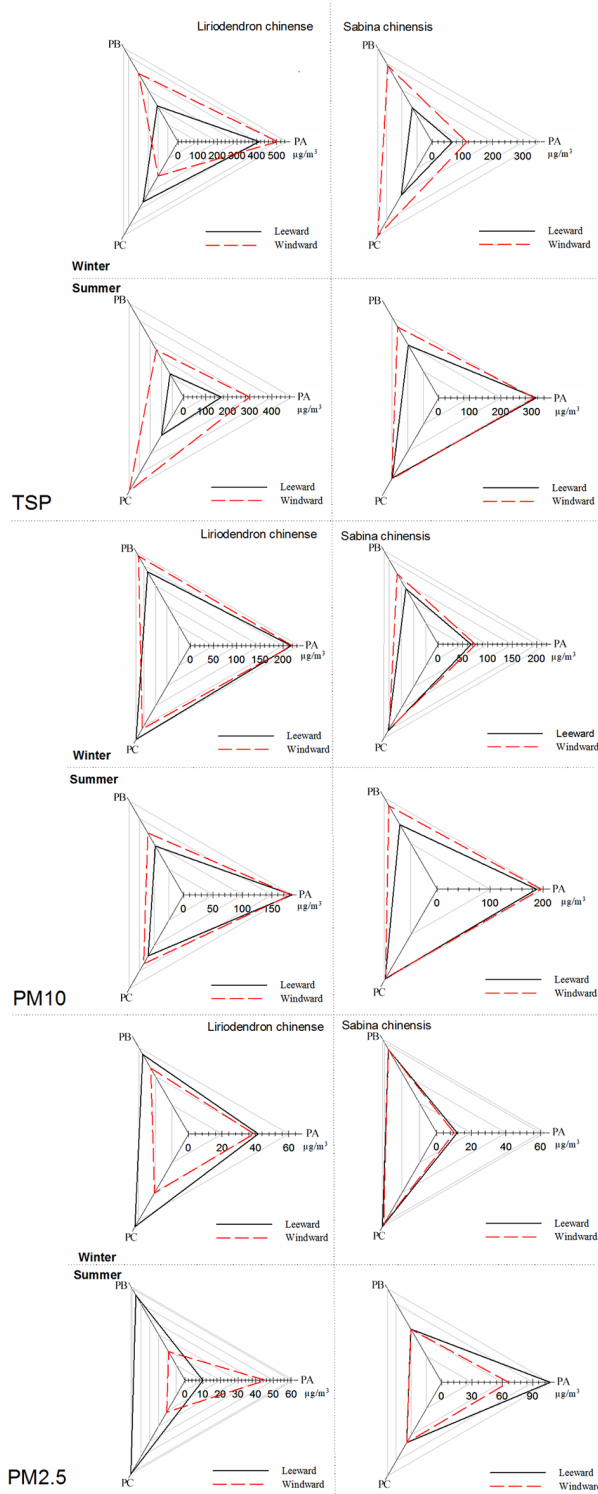 Liriodendron chinense Sabina chinensis
PB PB
PA PA
0 100 200 300 400 500 0 100 200 300
µg/m³ µg/m³
PC PC
Leeward Leeward
Windward Windward
Winter
Summer
PB PB
PA PA
0 100 200 300 400 0 100 200 300
µg/m³ µg/m³
PC PC
Leeward Leeward
Windward Windward
TSP
Liriodendron chinense Sabina chinensis
PB PB
PA PA
0 50 100 150 200 0 50 100 150 200
µg/m³ µg/m³
PC PC
Leeward Leeward
Windward Windward
Winter
Summer
PB PB
PA PA
0 50 100 150 0 100 200
µg/m³ µg/m³
PC PC
Leeward Leeward
Windward Windward
PM10
Liriodendron chinense Sabina chinensis
PB PB
PA PA
0 20 40 60 0 20 40 60
µg/m³ µg/m³
PC PC
Leeward Leeward
Windward Windward
Winter
Summer
PB PB
PA PA
0 10 20 30 40 50 60 0 30 60 90
µg/m³ µg/m³
PC PC
Leeward Leeward
Windward Windward
PM2.5